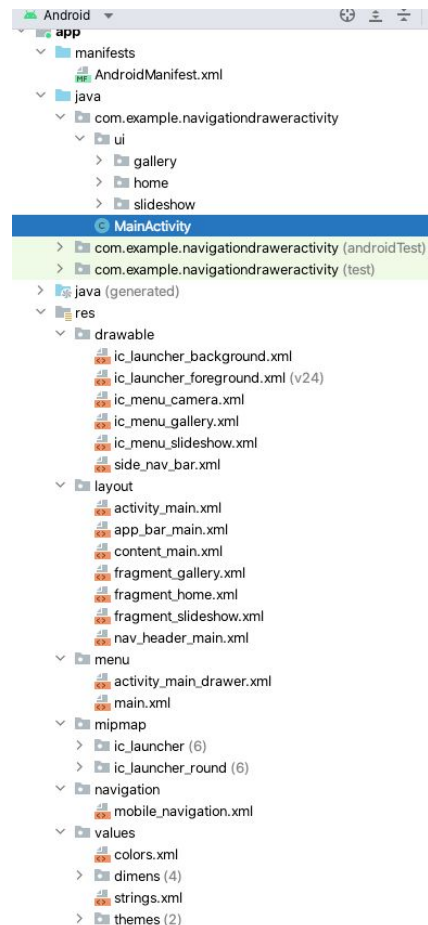 Android
app
manifests
AndroidManifest.xml
java
com.example.navigationdraweractivity
ui
gallery
home
slideshow
MainActivity
com.example.navigationdraweractivity (androidTest)
com.example.navigationdraweractivity (test)
java (generated)
res
drawable
ic_launcher_background.xml
ic_launcher_foreground.xml (v24)
ic_menu_camera.xml
ic_menu_gallery.xml
ic_menu_slideshow.xml
side_nav_bar.xml
layout
activity_main.xml
app_bar_main.xml
content_main.xml
fragment_gallery.xml
fragment_home.xml
fragment_slideshow.xml
nav_header_main.xml
menu
activity_main_drawer.xml
main.xml
mipmap
ic_launcher (6)
ic_launcher_round (6)
navigation
mobile_navigation.xml
values
colors.xml
dimens (4)
strings.xml
themes (2)